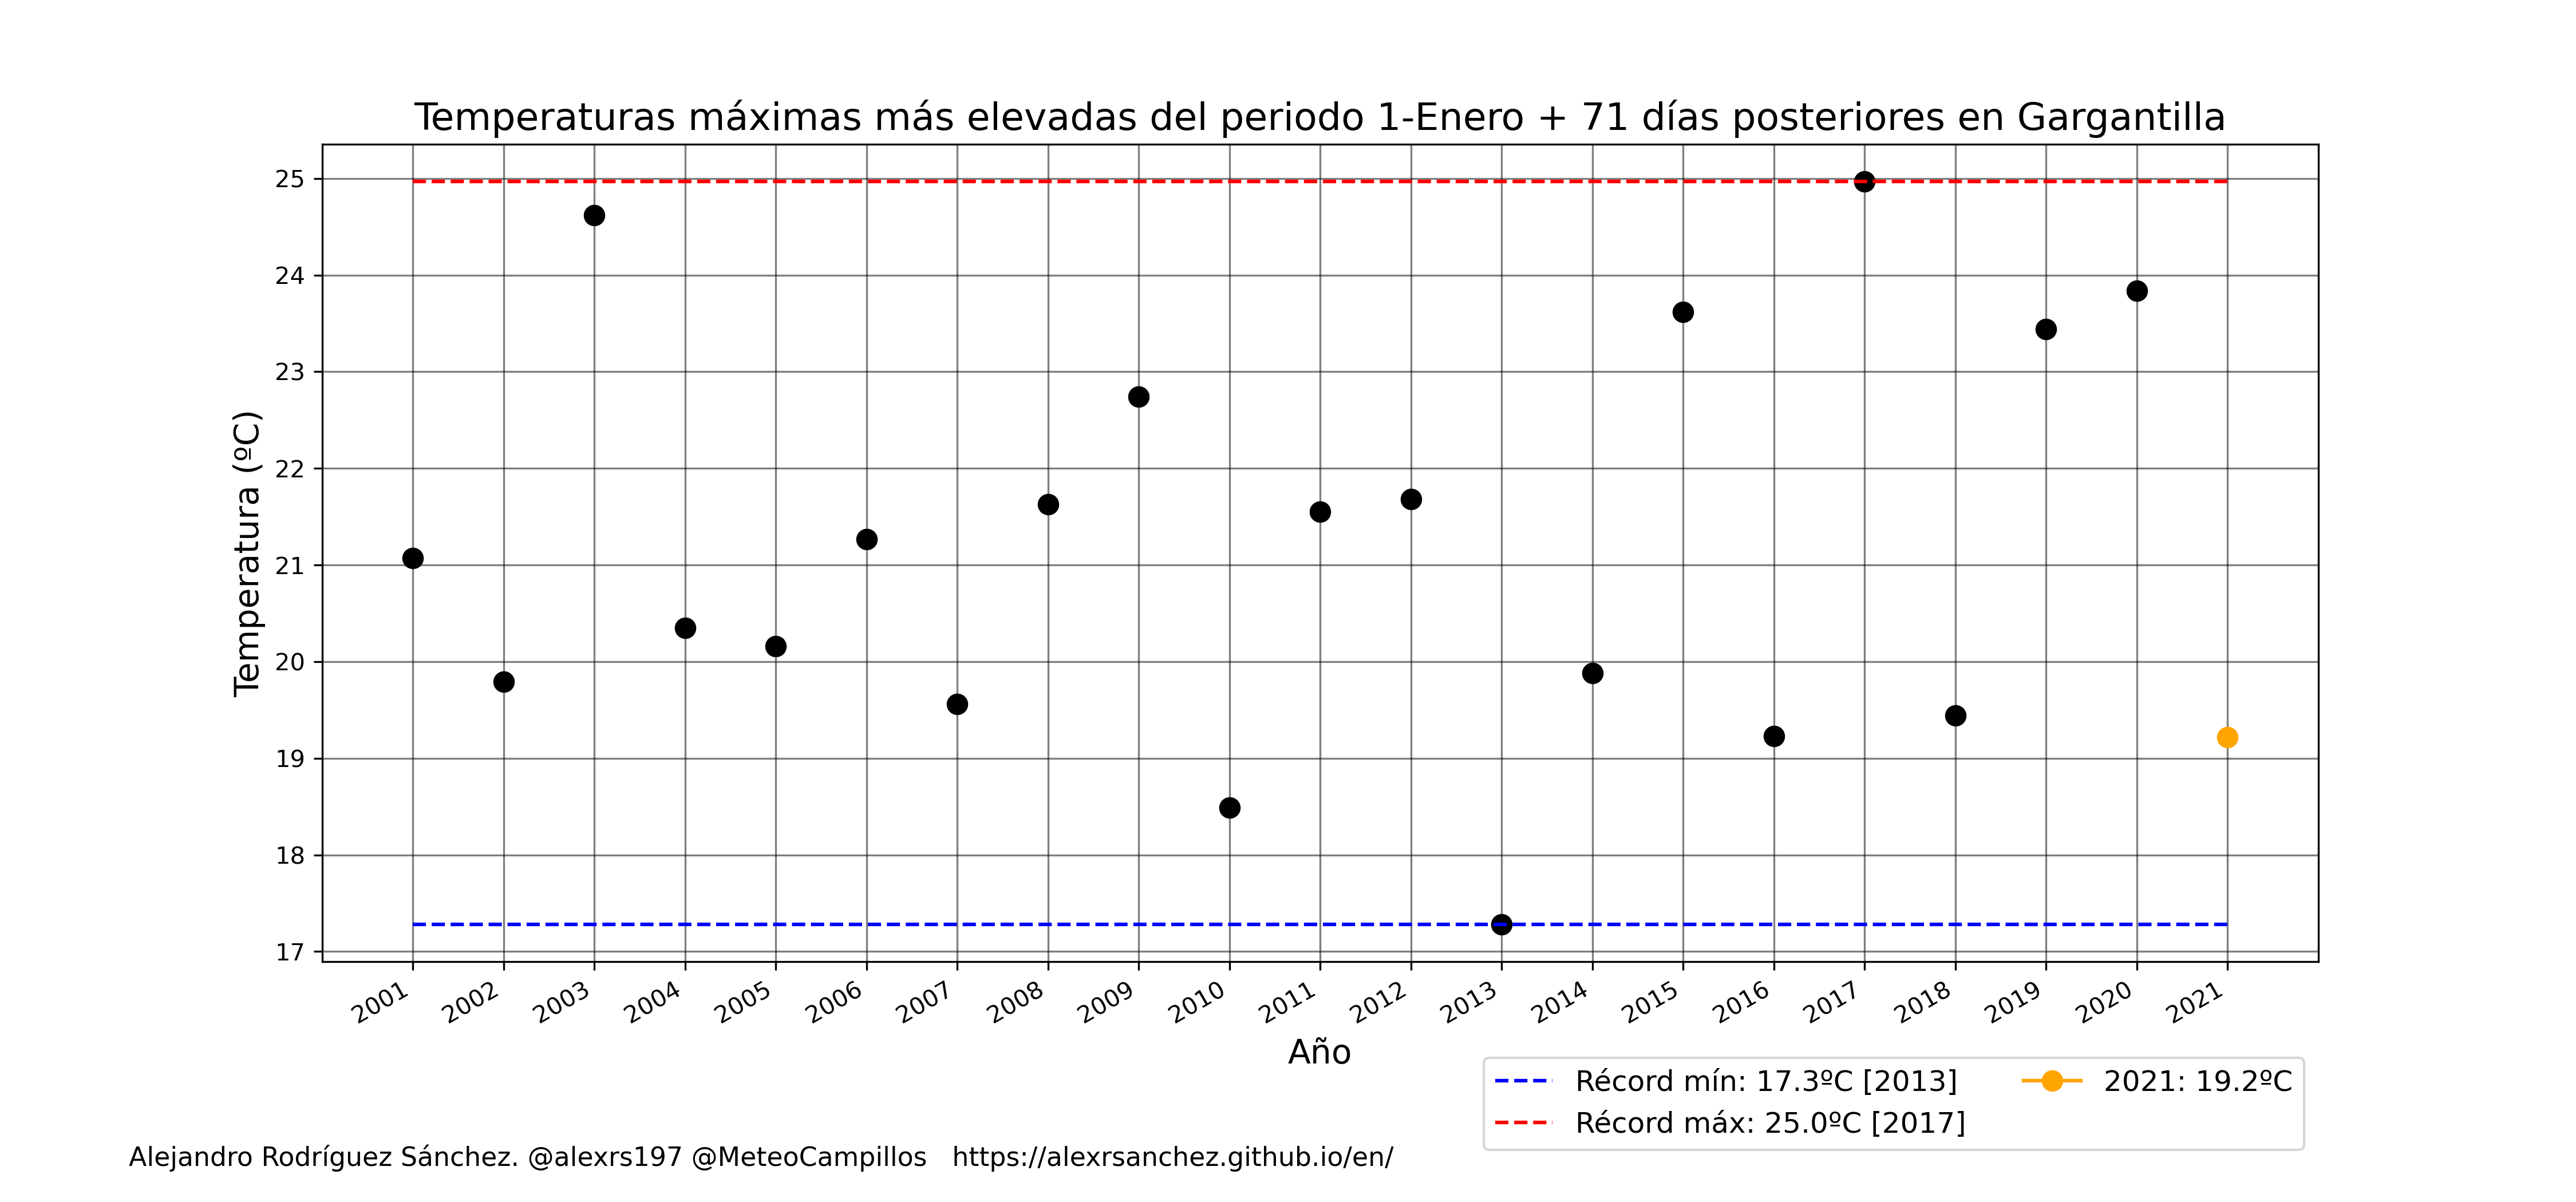 Temperaturas máximas más elevadas del periodo 1-Enero + 71 días posteriores en Gargantilla
Temperatura (ºC)
25
24
23
22
21
20
19
18
17
2001 2002 2003 2004 2005 2006 2007 2008 2009 2010 2011 2012 2013 2014 2015 2016 2017 2018 2019 2020 2021
Año
Récord mín: 17.3ºC [2013]
Récord máx: 25.0ºC [2017]
2021: 19.2ºC
Alejandro Rodríguez Sánchez. @alexrs197 @MeteoCampillos https://alexrsanchez.github.io/en/